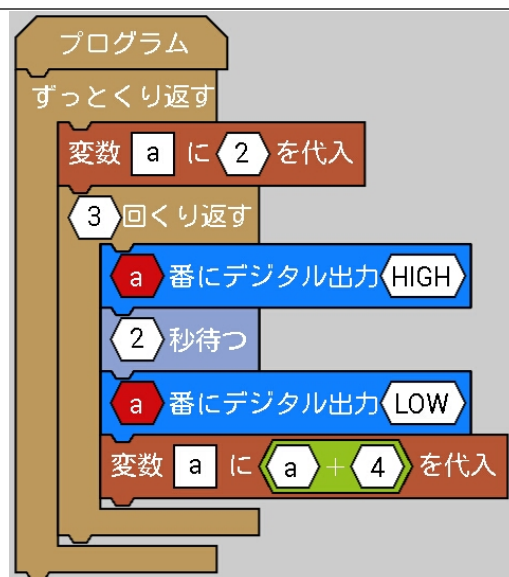 プログラム
ずっとくり返す
変数 a に 2 を代入
3 回くり返す
a 番にデジタル出力 HIGH
2 秒待つ
a 番にデジタル出力 LOW
変数 a に a + 4 を代入